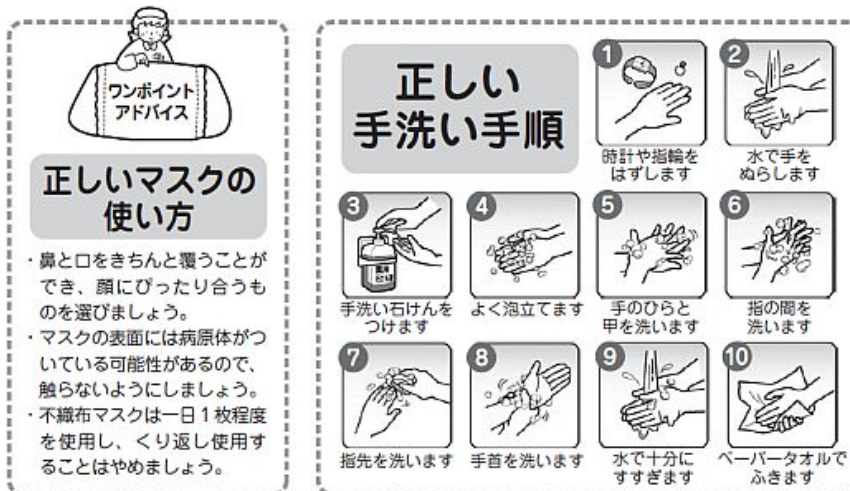 ワンポイント
アドバイス
正しいマスクの
使い方
・鼻と口をきちんと覆うことが
でき、顔にぴったり合うも
のを選びましょう。
・マスクの表面には病原体がつ
いている可能性があるので、
触らないようにしましょう。
・不織布マスクは一日1枚程度
を使用し、くり返し使用す
ることはやめましょう。
正しい
手洗い手順
1
時計や指輪を
はずします
2
水で手を
ぬらします
3
手洗い石けんを
つけます
4
よく泡立てます
5
手のひらと
甲を洗います
6
指の間を
洗います
7
指先を洗います
8
手首を洗います
9
水で十分に
すすぎます
10
ペーパータオルで
ふきます